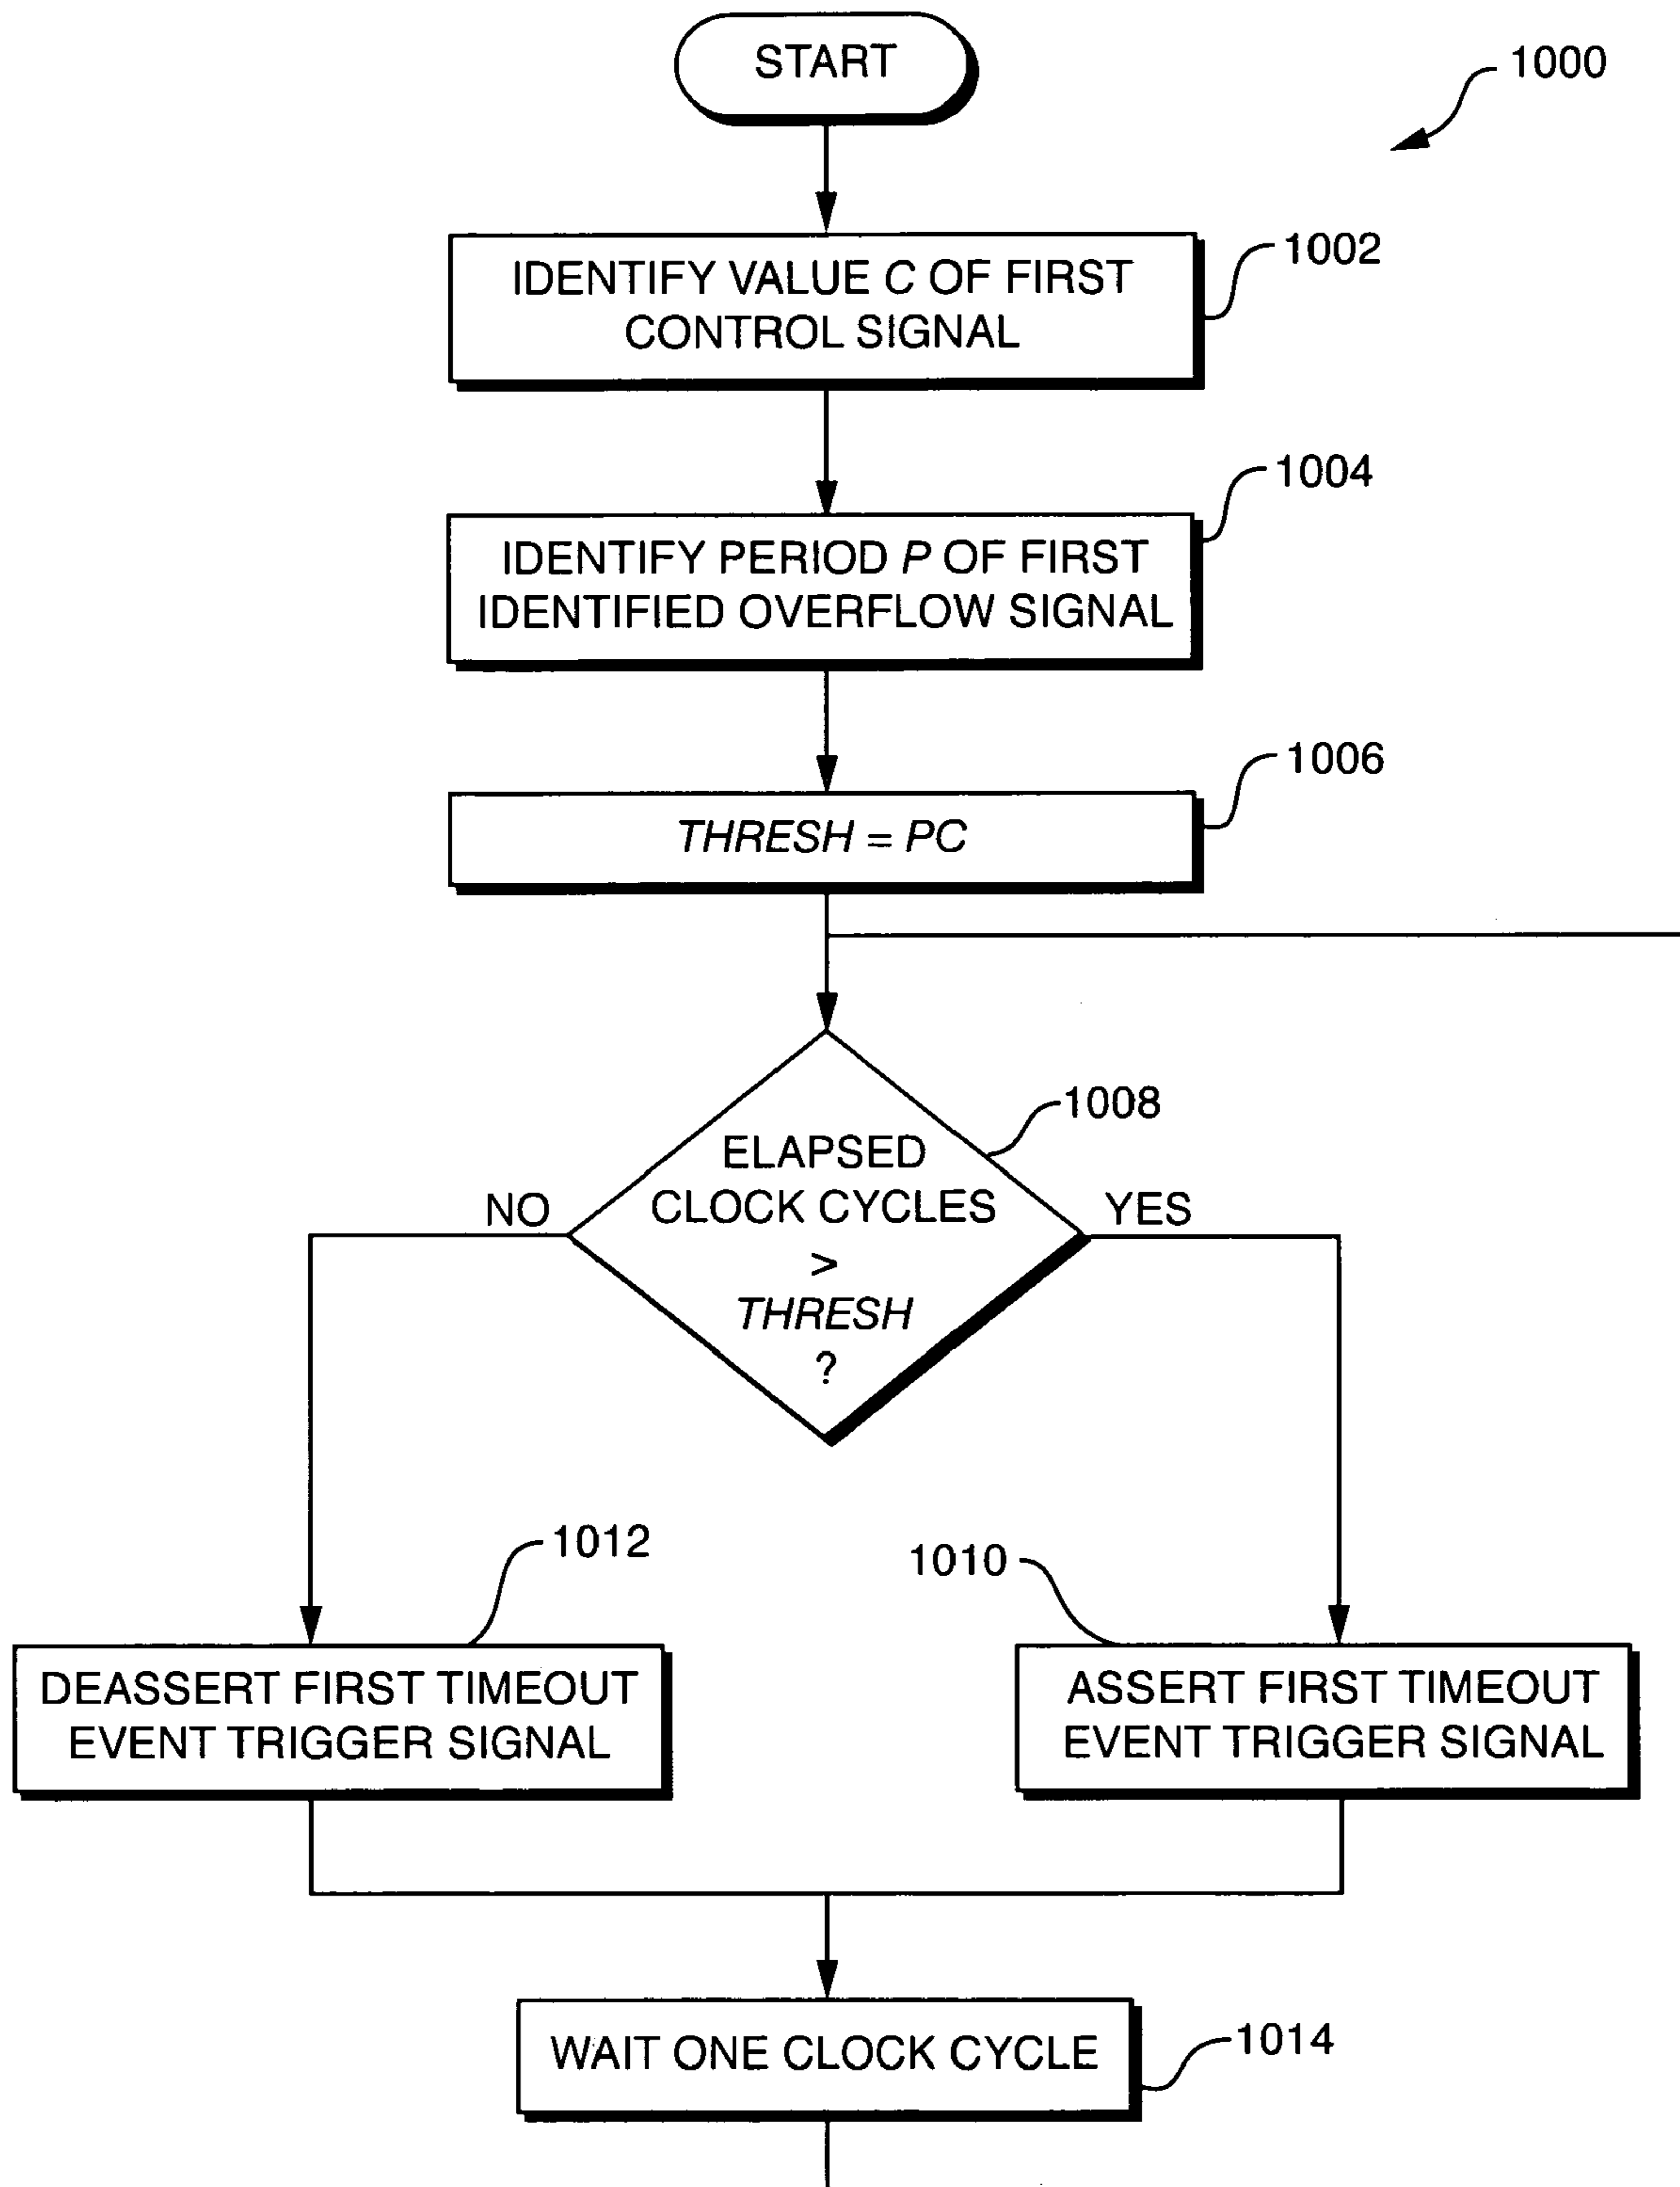 START
1000
IDENTIFY VALUE C OF FIRST
CONTROL SIGNAL
1002
IDENTIFY PERIOD P OF FIRST
IDENTIFIED OVERFLOW SIGNAL
1004
THRESH = PC
1006
ELAPSED
CLOCK CYCLES
>
THRESH
?
1008
NO
YES
1012
1010
DEASSERT FIRST TIMEOUT
EVENT TRIGGER SIGNAL
ASSERT FIRST TIMEOUT
EVENT TRIGGER SIGNAL
WAIT ONE CLOCK CYCLE
1014